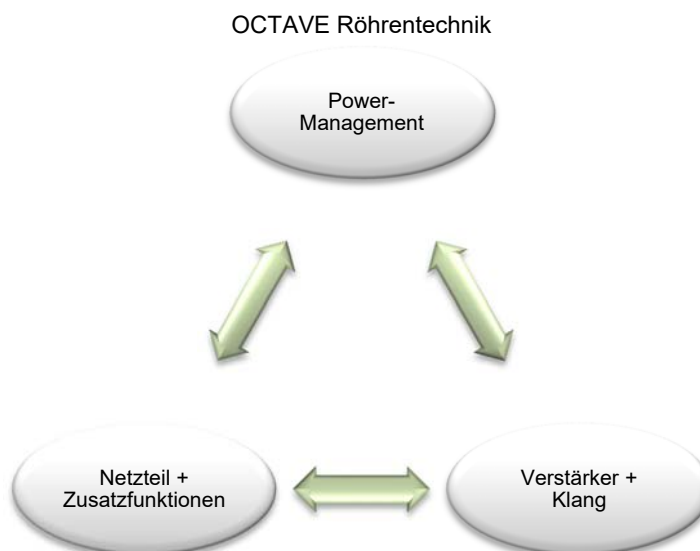 OCTAVE Röhrentechnik
Power-
Management
Netzteil +
Zusatzfunktionen
Verstärker +
Klang